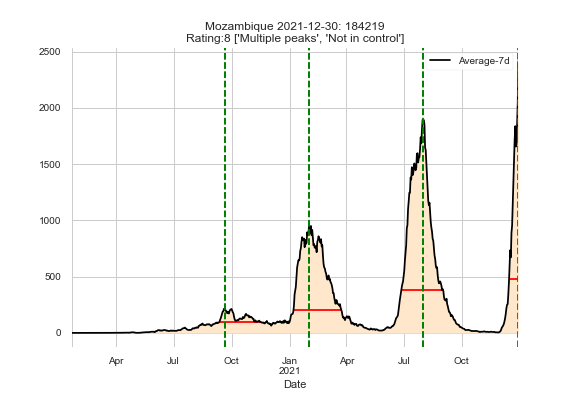 Mozambique 2021-12-30: 184219
Rating:8 ['Multiple peaks', 'Not in control']
Average-7d
2500
2000
1500
1000
500
0
Apr Jul Oct Jan Apr Jul Oct
2021
Date